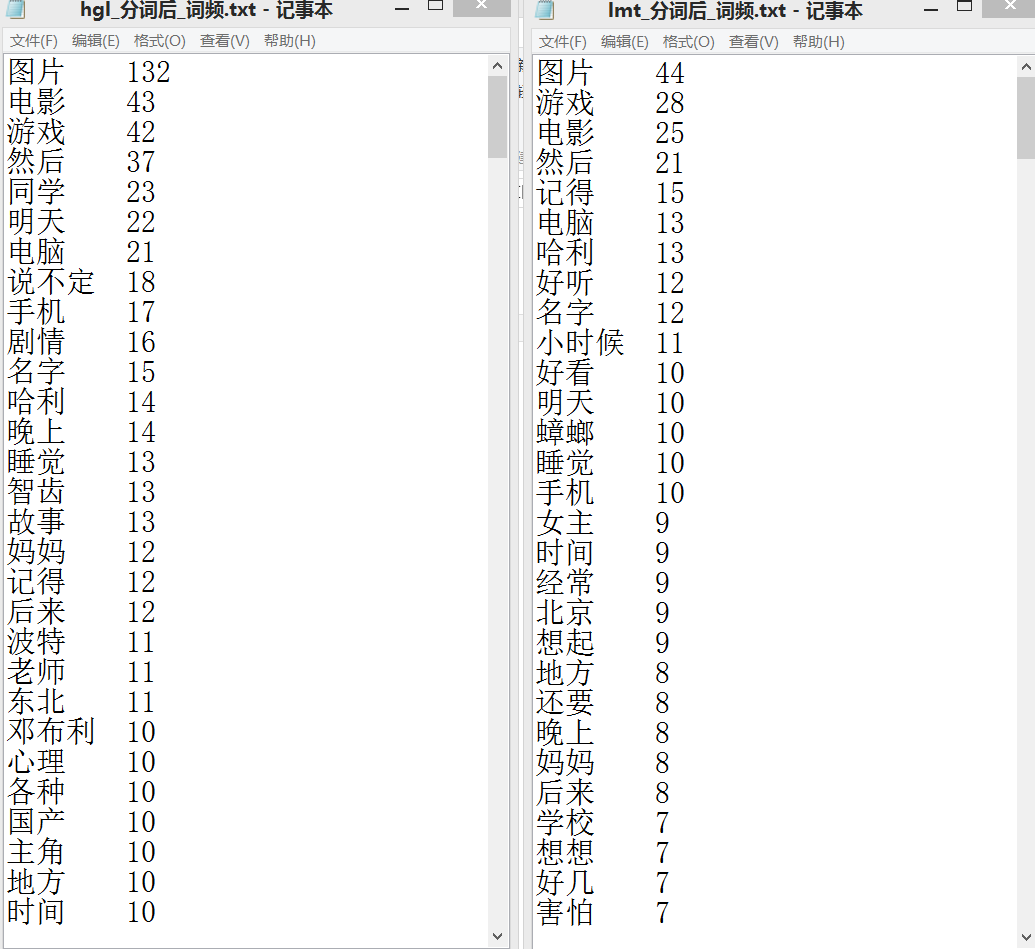 hgl_分词后_词频.txt - 记事本
文件(F) 编辑(E) 格式(O) 查看(V) 帮助(H)
图片 132
电影 43
游戏 42
然后 37
同学 23
明天 22
电脑 21
说不定 18
手机 17
剧情 16
名字 15
哈利 14
晚上 14
睡觉 13
智齿 13
故事 13
妈妈 12
记得 12
后来 12
波特 11
老师 11
东北 11
邓布利 10
心理 10
各种 10
国产 10
主角 10
地方 10
时间 10
lmt_分词后_词频.txt - 记事本
文件(F) 编辑(E) 格式(O) 查看(V) 帮助(H)
图片 44
游戏 28
电影 25
然后 21
记得 15
电脑 13
哈利 13
好听 12
名字 12
小时候 11
好看 10
明天 10
蟑螂 10
睡觉 10
手机 10
女主 9
时间 9
经常 9
北京 9
想起 9
地方 8
还要 8
晚上 8
妈妈 8
后来 8
学校 7
想想 7
好几 7
害怕 7